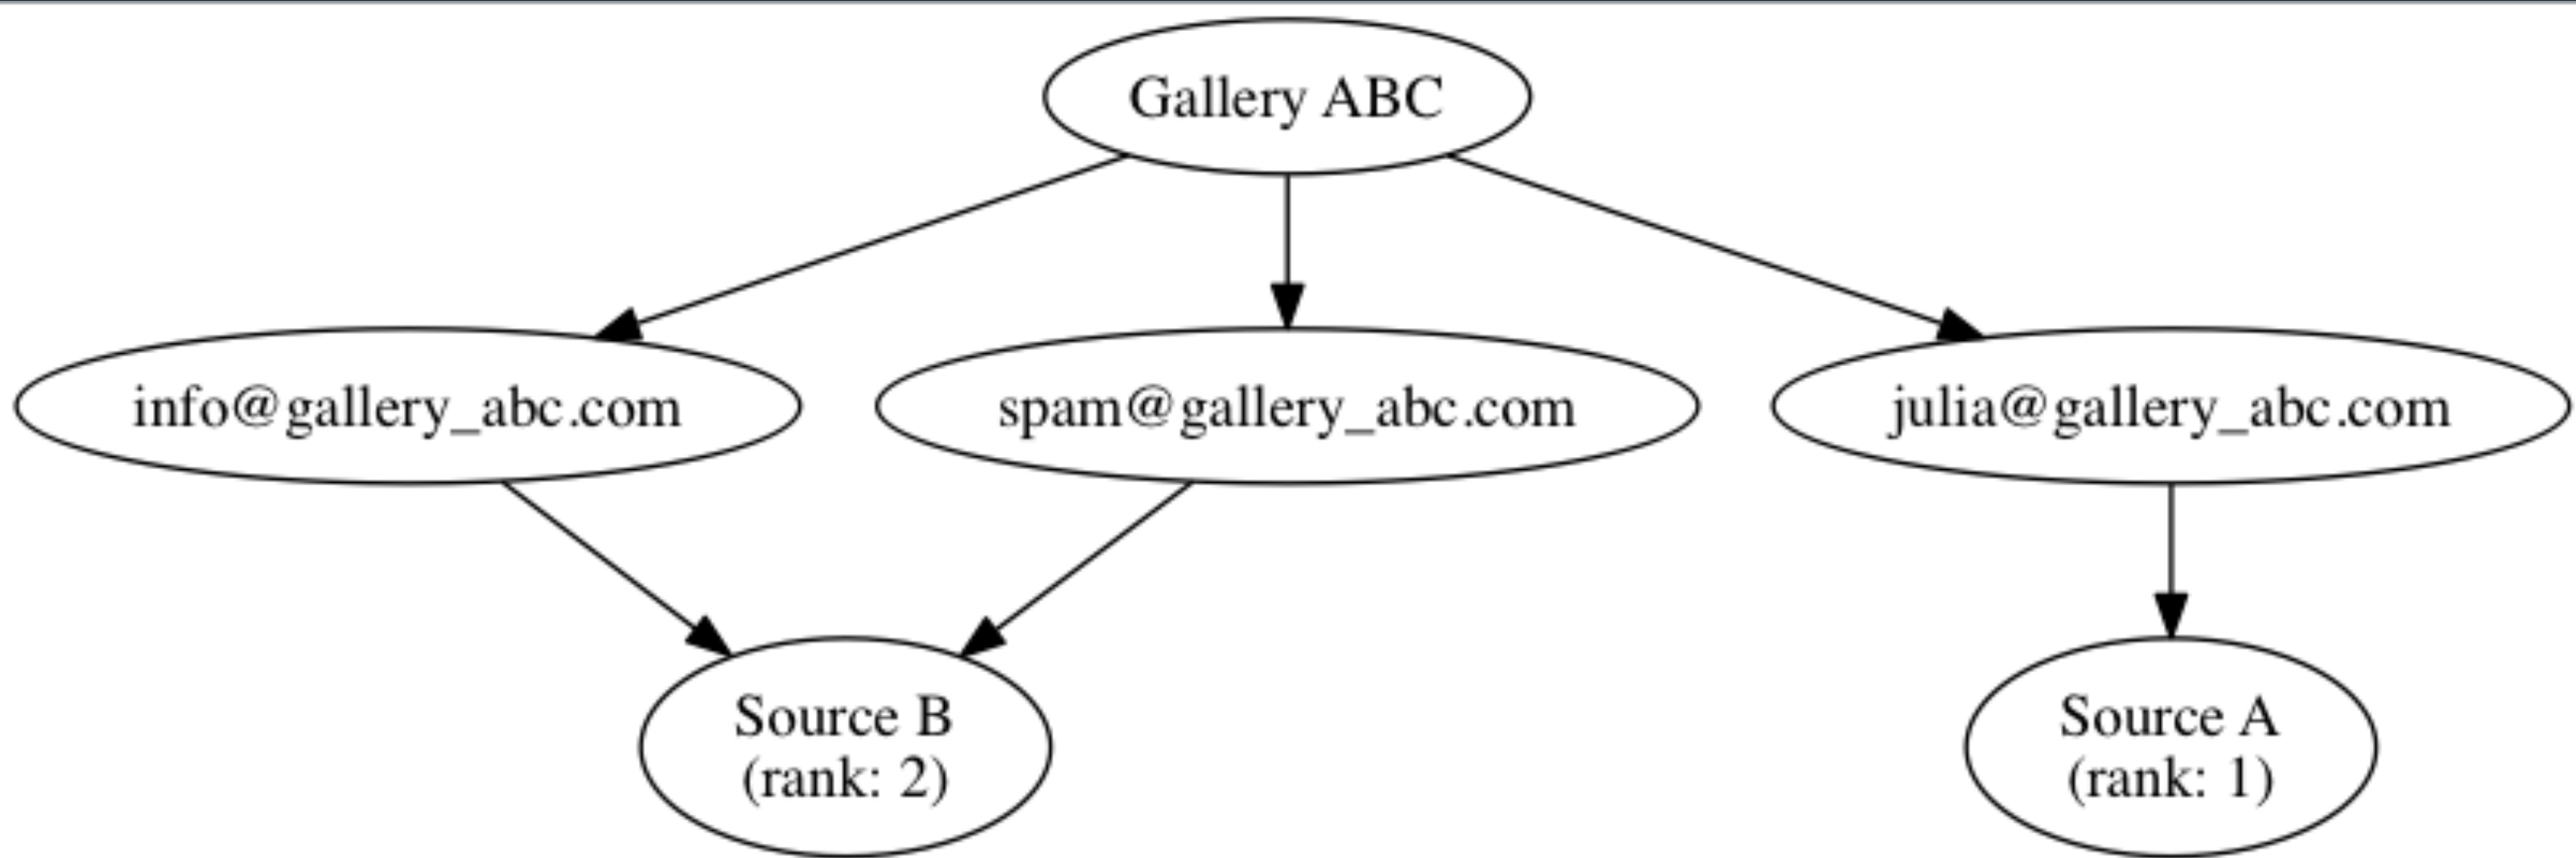 Gallery ABC
info@gallery_abc.com
spam@gallery_abc.com
julia@gallery_abc.com
Source B
(rank: 2)
Source A
(rank: 1)